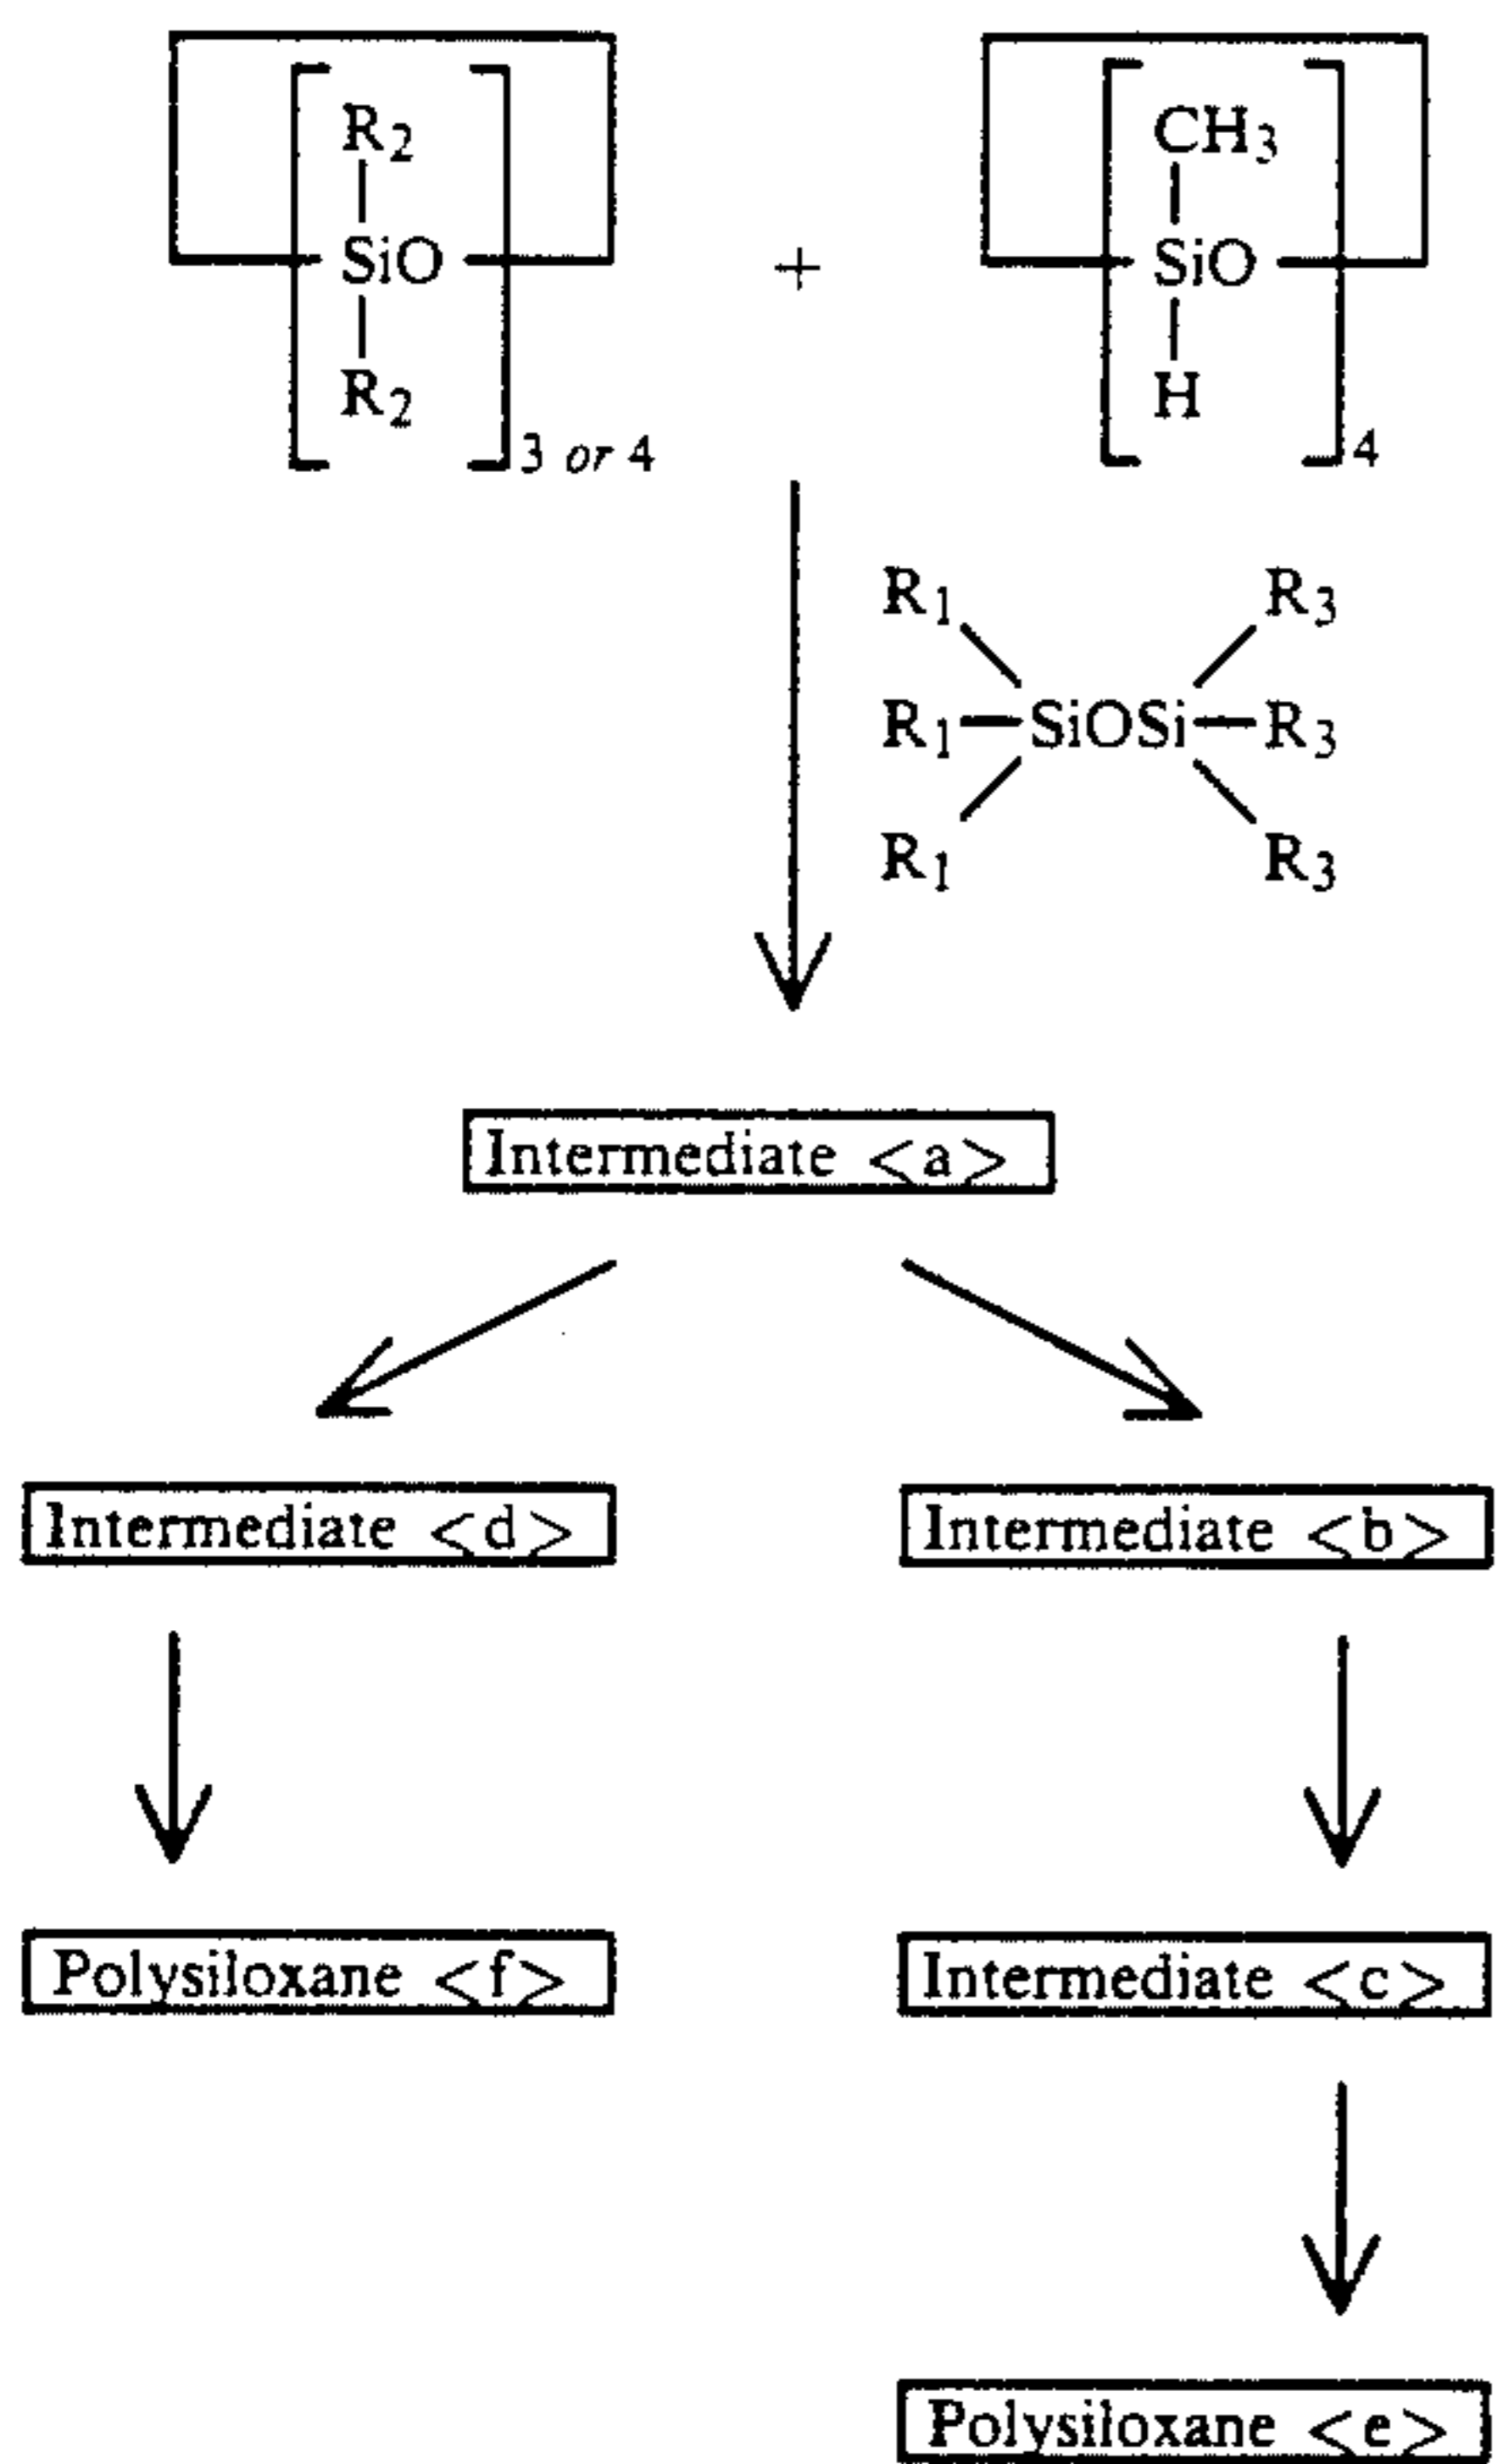 R2 CH3
SiO + SiO
R2 H
3 or 4 4
R1 R3
R1 SiOSi R3
R1 R3
Intermediate <a>
Intermediate <d> Intermediate <b>
Polysiloxane <f> Intermediate <c>
Polysiloxane <e>